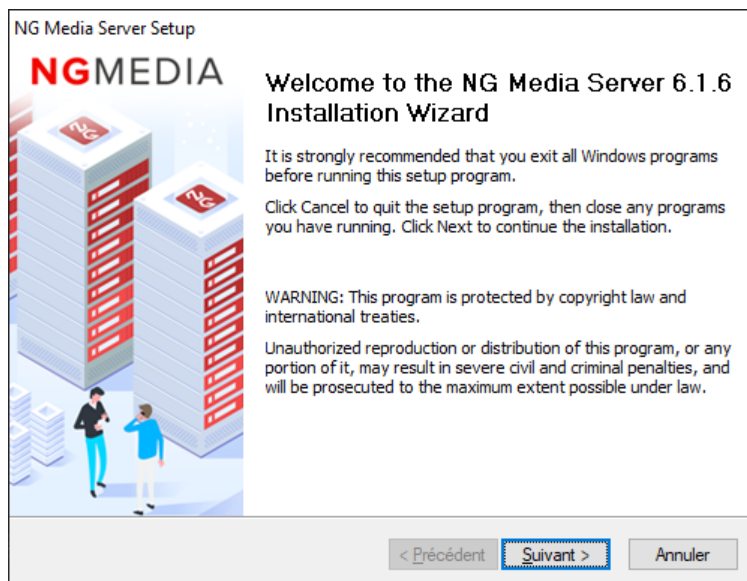 NG Media Server Setup
NGMEDIA
Welcome to the NG Media Server 6.1.6
Installation Wizard
It is strongly recommended that you exit all Windows programs
before running this setup program.
Click Cancel to quit the setup program, then close any programs
you have running. Click Next to continue the installation.
WARNING: This program is protected by copyright law and
international treaties.
Unauthorized reproduction or distribution of this program, or any
portion of it, may result in severe civil and criminal penalties, and
will be prosecuted to the maximum extent possible under law.
NG
NG
< Précédent
Suivant >
Annuler